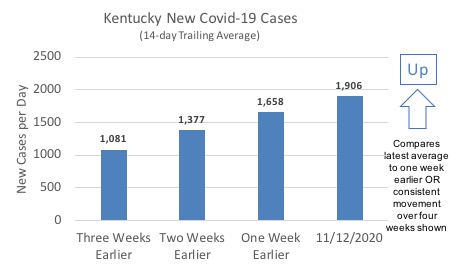 Kentucky New Covid-19 Cases
(14-day Trailing Average)
2500
2000
1500
1000
500
0
New Cases per Day
1,081
1,377
1,658
1,906
Three Weeks
Earlier
Two Weeks
Earlier
One Week
Earlier
11/12/2020
Up
Compares
latest average
to one week
earlier OR
consistent
movement
over four
weeks shown